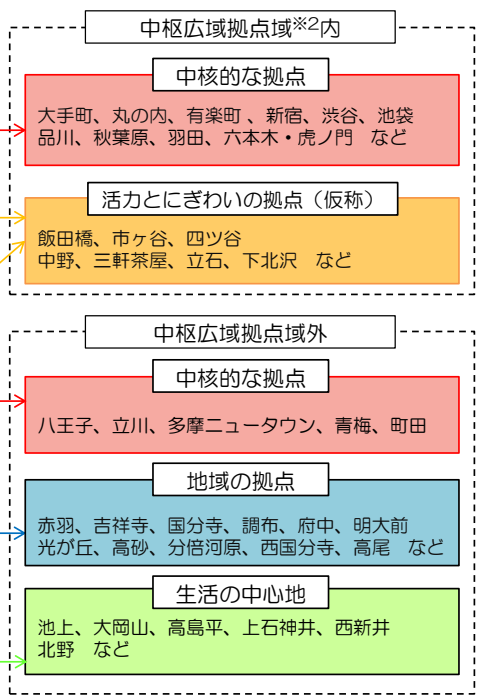 中枢広域拠点域※2内
中核的な拠点
大手町、丸の内、有楽町 、新宿、渋谷、池袋
品川、秋葉原、羽田、六本木・虎ノ門　など
活力とにぎわいの拠点（仮称）
飯田橋、市ヶ谷、四ツ谷
中野、三軒茶屋、立石、下北沢　など
中枢広域拠点域外
中核的な拠点
八王子、立川、多摩ニュータウン、青梅、町田
地域の拠点
赤羽、吉祥寺、国分寺、調布、府中、明大前
光が丘、高砂、分倍河原、西国分寺、高尾　など
生活の中心地
池上、大岡山、高島平、上石神井、西新井
北野　など